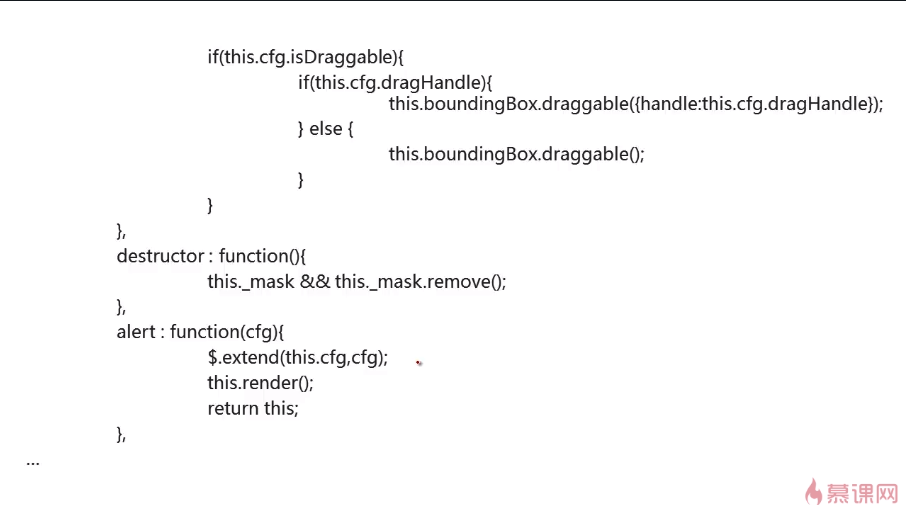 if(this.cfg.isDraggable){
if(this.cfg.dragHandle){
this.boundingBox.draggable({handle:this.cfg.dragHandle});
} else {
this.boundingBox.draggable();
}
}
},
destructor : function(){
this._mask && this._mask.remove();
},
alert : function(cfg){
$.extend(this.cfg,cfg);
this.render();
return this;
},
...
慕课网